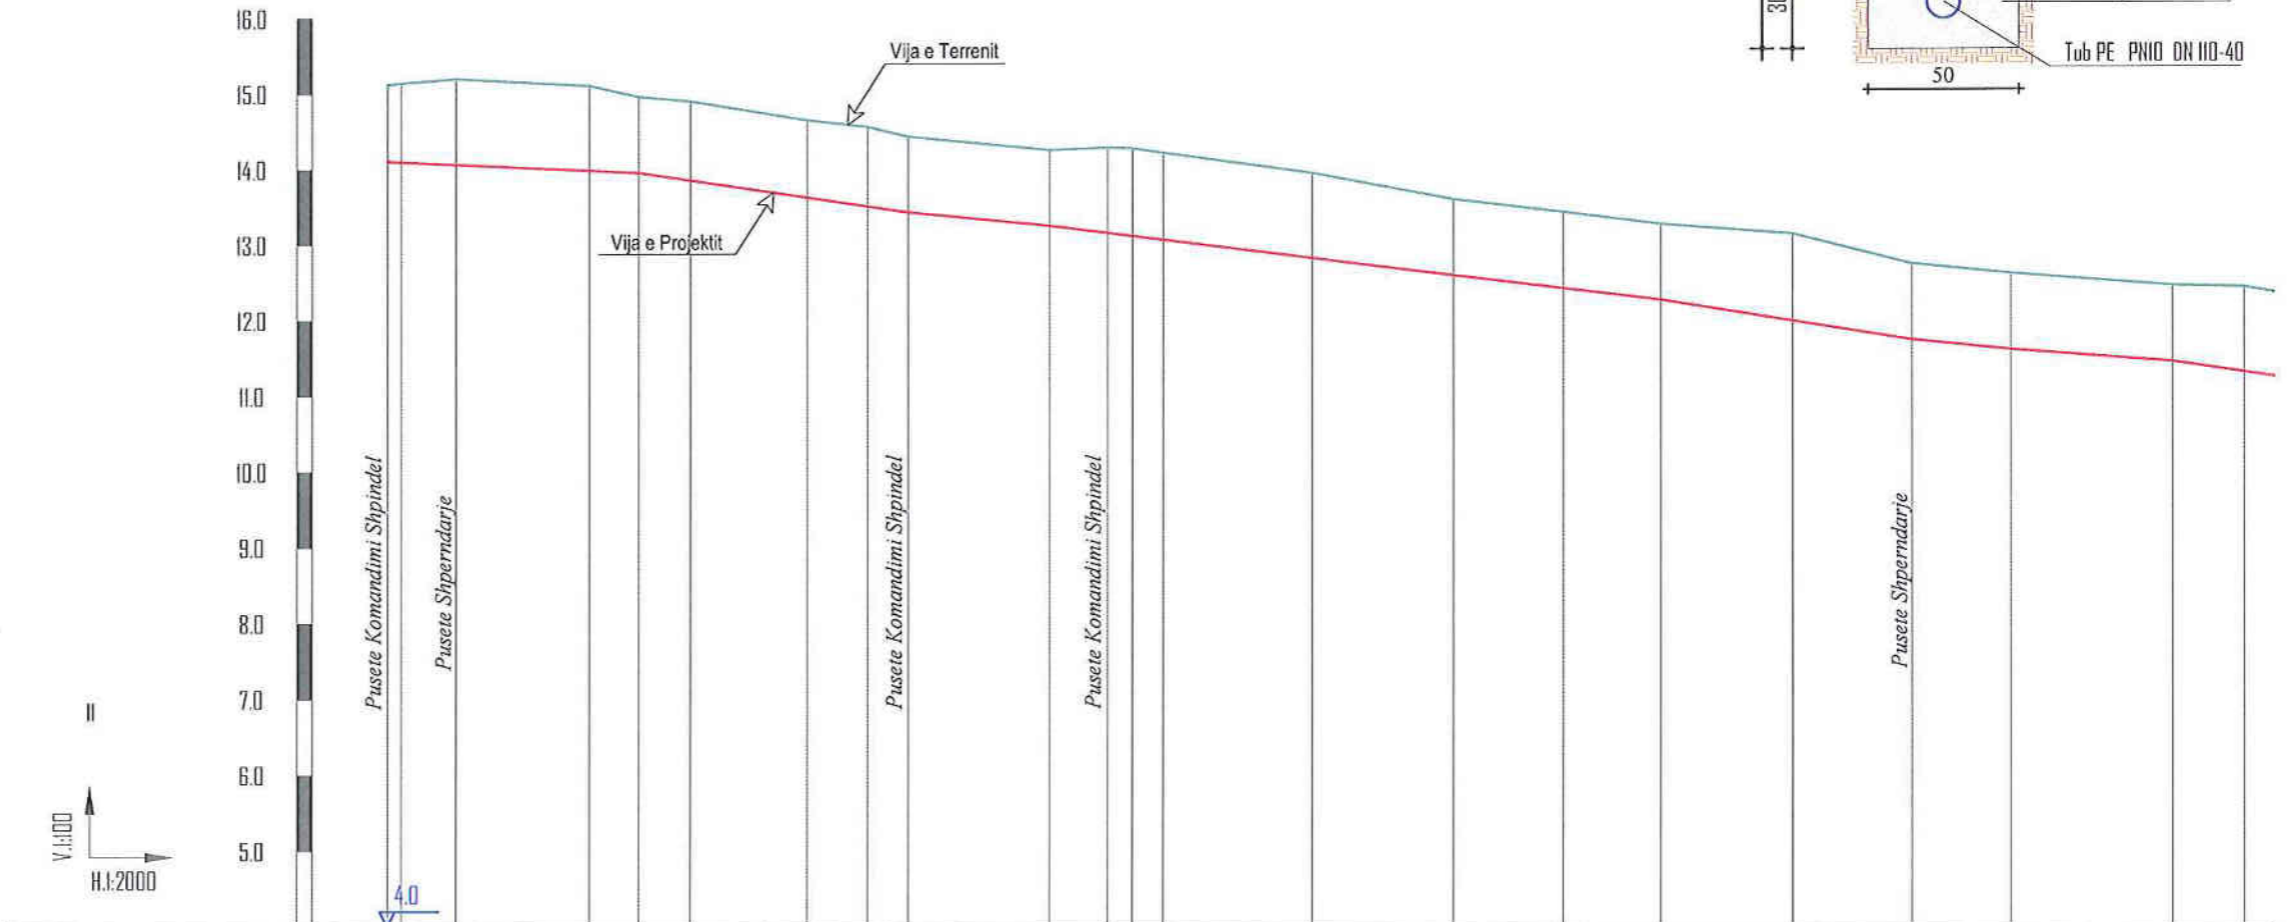 16.0
15.0
14.0
13.0
12.0
11.0
10.0
9.0
8.0
7.0
6.0
5.0
4.0
Vija e Terrenit
Vija e Projektit
Tub PE PN10 DN 110-40
50
Pusete Komandimi Shpindel
Pusete Shperndarje
Pusete Komandimi Shpindel
Pusete Komandimi Shpindel
Pusete Shperndarje
V.1:100
H.1:2000